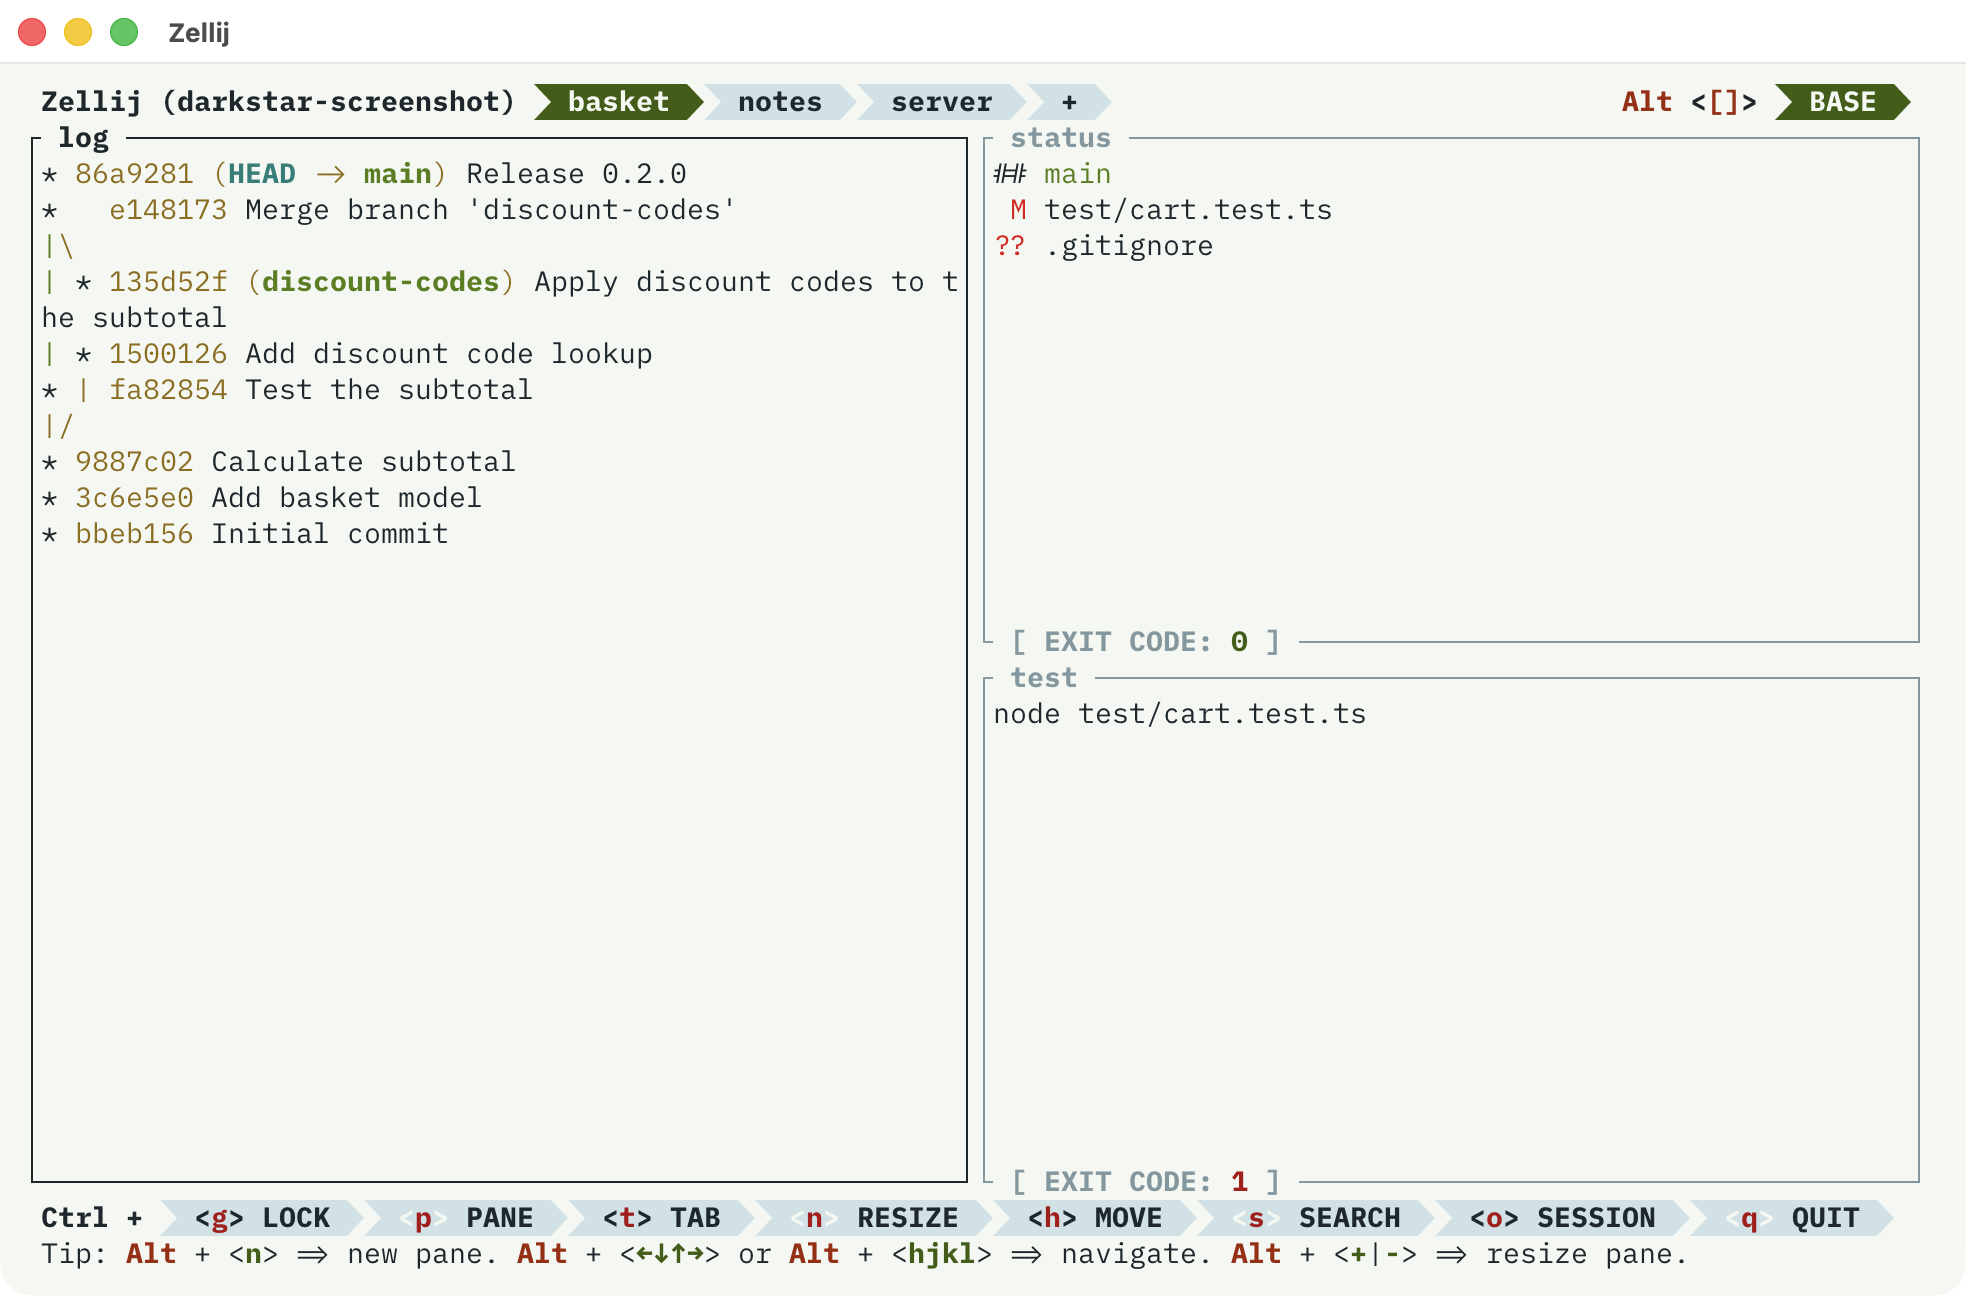 Zellij
Zellij (darkstar-screenshot) basket notes server + Alt <[]> BASE
log
* 86a9281 (HEAD -> main) Release 0.2.0
*   e148173 Merge branch 'discount-codes'
|\
| * 135d52f (discount-codes) Apply discount codes to t
he subtotal
| * 1500126 Add discount code lookup
* | fa82854 Test the subtotal
|/
* 9887c02 Calculate subtotal
* 3c6e5e0 Add basket model
* bbeb156 Initial commit
status
## main
 M test/cart.test.ts
?? .gitignore
[ EXIT CODE: 0 ]
test
node test/cart.test.ts
[ EXIT CODE: 1 ]
Ctrl + <g> LOCK <p> PANE <t> TAB <n> RESIZE <h> MOVE <s> SEARCH <o> SESSION <q> QUIT
Tip: Alt + <n> => new pane. Alt + <←↓↑→> or Alt + <hjkl> => navigate. Alt + <+|-> => resize pane.